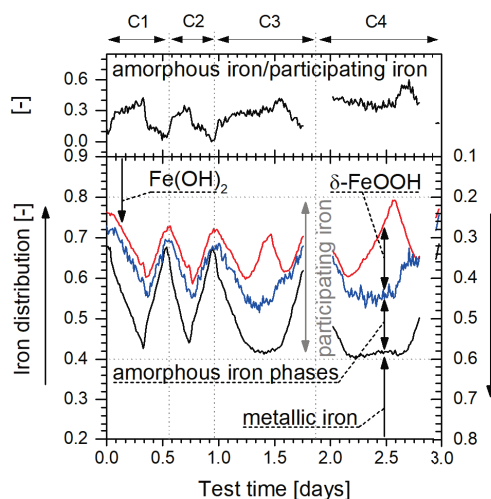 C1 C2 C3 C4
amorphous iron/participating iron
[-]
0.6
0.3
0.0
0.9 0.1
Fe(OH)2 δ-FeOOH
0.8 0.2
0.7 0.3
0.6 0.4
0.5 0.5
0.4 0.6
0.3 0.7
0.2 0.8
Iron distribution [-]
participating iron
amorphous iron phases
metallic iron
0.0 0.5 1.0 1.5 2.0 2.5 3.0
Test time [days]